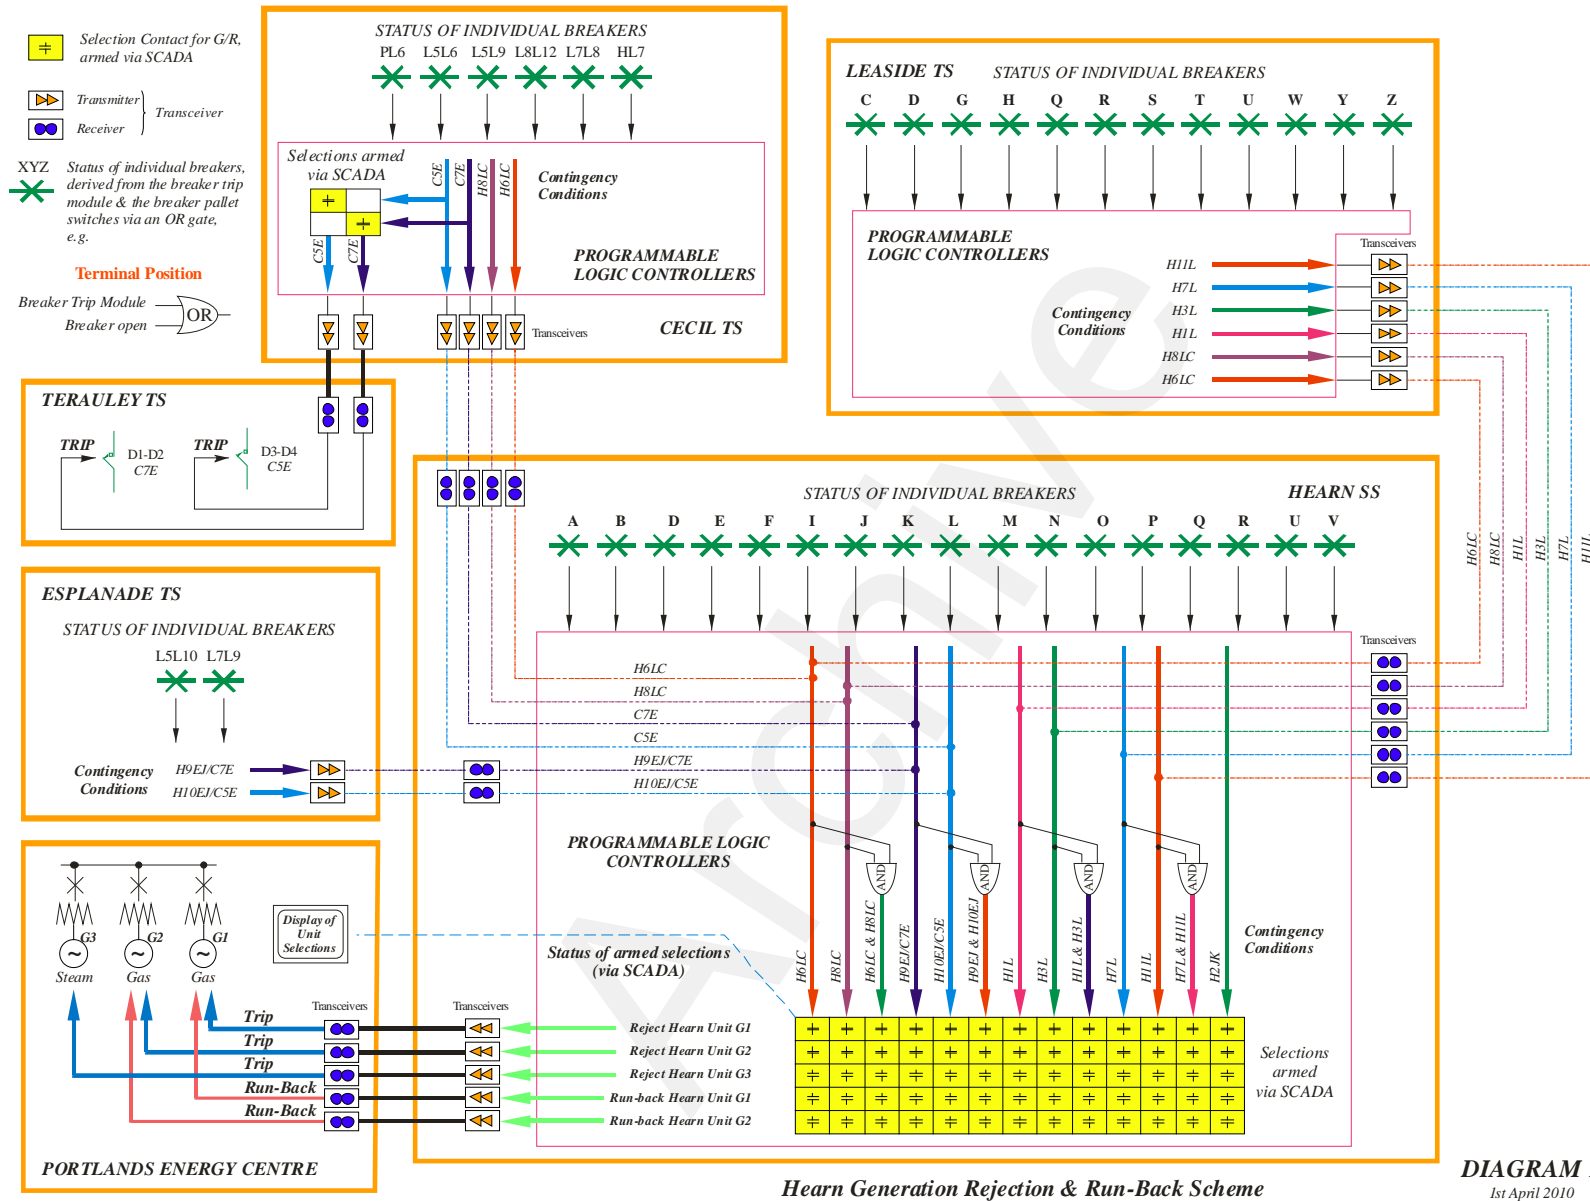 Selection Contact for G/R,
armed via SCADA
Transmitter
Receiver
Transceiver
XYZ
Status of individual breakers,
derived from the breaker trip
module & the breaker pallet
switches via an OR gate,
e.g.
Terminal Position
Breaker Trip Module
Breaker open
OR
STATUS OF INDIVIDUAL BREAKERS
PL6 L5L6 L5L9 L8L12 L7L8 HL7
Selections armed
via SCADA
C5E
C7E
H8LC
H6LC
Contingency
Conditions
C5E
C7E
PROGRAMMABLE
LOGIC CONTROLLERS
Transceivers
CECIL TS
LEASIDE TS
STATUS OF INDIVIDUAL BREAKERS
C D G H Q R S T U W Y Z
PROGRAMMABLE
LOGIC CONTROLLERS
Transceivers
H11L
H7L
H3L
H1L
H8LC
H6LC
Contingency
Conditions
TERAULEY TS
TRIP
D1-D2
C7E
TRIP
D3-D4
C5E
HEARN SS
STATUS OF INDIVIDUAL BREAKERS
A B D E F I J K L M N O P Q R U V
H6LC
H8LC
H1L
H3L
H7L
H11L
Transceivers
H6LC
H8LC
C7E
C5E
H9EJ/C7E
H10EJ/C5E
PROGRAMMABLE LOGIC
CONTROLLERS
AND
AND
AND
AND
H6LC
H8LC
H6LC & H8LC
H9EJ/C7E
H10EJ/C5E
H9EJ & H10EJ
H1L
H3L
H1L & H3L
H7L
H11L
H7L & H11L
H2JK
Contingency
Conditions
Status of armed selections
(via SCADA)
Selections
armed
via SCADA
ESPLANADE TS
STATUS OF INDIVIDUAL BREAKERS
L5L10 L7L9
Contingency
Conditions
H9EJ/C7E
H10EJ/C5E
G3
G2
G1
Steam
Gas
Gas
Display of
Unit
Selections
Transceivers
Transceivers
Trip
Trip
Trip
Run-Back
Run-Back
Reject Hearn Unit G1
Reject Hearn Unit G2
Reject Hearn Unit G3
Run-back Hearn Unit G1
Run-back Hearn Unit G2
PORTLANDS ENERGY CENTRE
Hearn Generation Rejection & Run-Back Scheme
DIAGRAM
1st April 2010
Archive